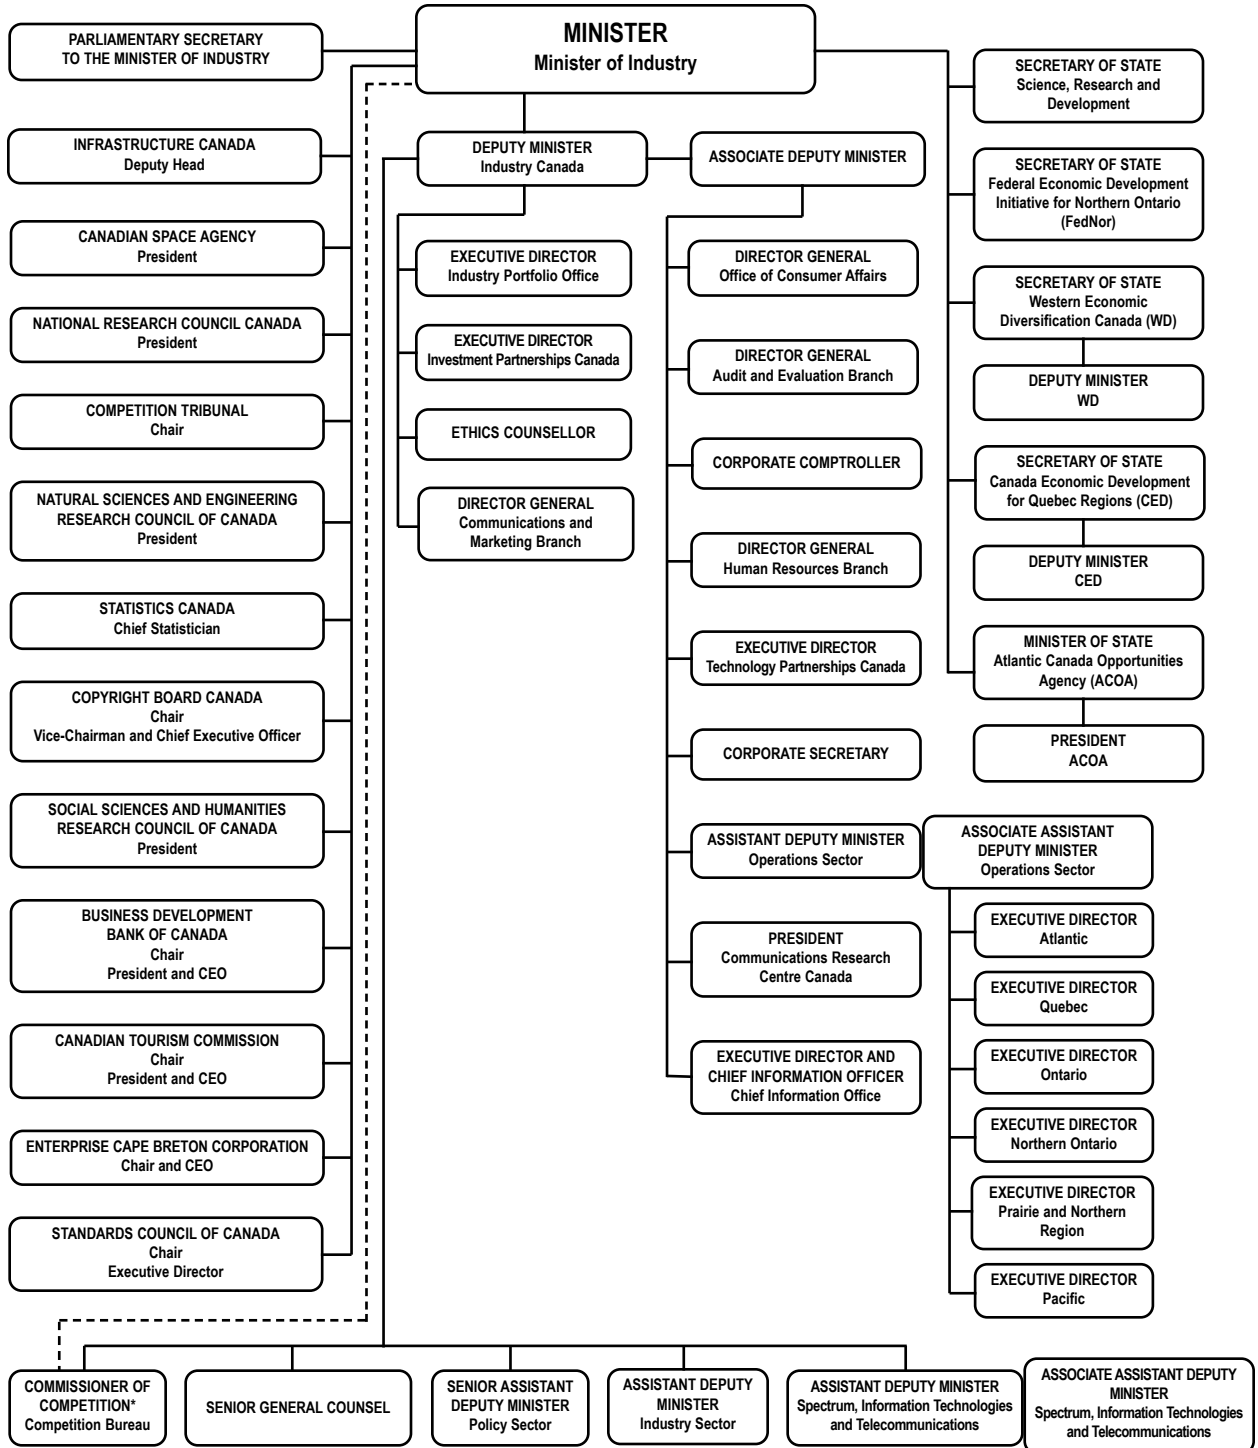 MINISTER
Minister of Industry
PARLIAMENTARY SECRETARY
TO THE MINISTER OF INDUSTRY
INFRASTRUCTURE CANADA
Deputy Head
CANADIAN SPACE AGENCY
President
NATIONAL RESEARCH COUNCIL CANADA
President
COMPETITION TRIBUNAL
Chair
NATURAL SCIENCES AND ENGINEERING
RESEARCH COUNCIL OF CANADA
President
STATISTICS CANADA
Chief Statistician
COPYRIGHT BOARD CANADA
Chair
Vice-Chairman and Chief Executive Officer
SOCIAL SCIENCES AND HUMANITIES
RESEARCH COUNCIL OF CANADA
President
BUSINESS DEVELOPMENT
BANK OF CANADA
Chair
President and CEO
CANADIAN TOURISM COMMISSION
Chair
President and CEO
ENTERPRISE CAPE BRETON CORPORATION
Chair and CEO
STANDARDS COUNCIL OF CANADA
Chair
Executive Director
DEPUTY MINISTER
Industry Canada
EXECUTIVE DIRECTOR
Industry Portfolio Office
EXECUTIVE DIRECTOR
Investment Partnerships Canada
ETHICS COUNSELLOR
DIRECTOR GENERAL
Communications and
Marketing Branch
ASSOCIATE DEPUTY MINISTER
DIRECTOR GENERAL
Office of Consumer Affairs
DIRECTOR GENERAL
Audit and Evaluation Branch
CORPORATE COMPTROLLER
DIRECTOR GENERAL
Human Resources Branch
EXECUTIVE DIRECTOR
Technology Partnerships Canada
CORPORATE SECRETARY
ASSISTANT DEPUTY MINISTER
Operations Sector
PRESIDENT
Communications Research
Centre Canada
EXECUTIVE DIRECTOR AND
CHIEF INFORMATION OFFICER
Chief Information Office
SECRETARY OF STATE
Science, Research and
Development
SECRETARY OF STATE
Federal Economic Development
Initiative for Northern Ontario
(FedNor)
SECRETARY OF STATE
Western Economic
Diversification Canada (WD)
DEPUTY MINISTER
WD
SECRETARY OF STATE
Canada Economic Development
for Quebec Regions (CED)
DEPUTY MINISTER
CED
MINISTER OF STATE
Atlantic Canada Opportunities
Agency (ACOA)
PRESIDENT
ACOA
ASSOCIATE ASSISTANT
DEPUTY MINISTER
Operations Sector
EXECUTIVE DIRECTOR
Atlantic
EXECUTIVE DIRECTOR
Quebec
EXECUTIVE DIRECTOR
Ontario
EXECUTIVE DIRECTOR
Northern Ontario
EXECUTIVE DIRECTOR
Prairie and Northern
Region
EXECUTIVE DIRECTOR
Pacific
COMMISSIONER OF
COMPETITION*
Competition Bureau
SENIOR GENERAL COUNSEL
SENIOR ASSISTANT
DEPUTY MINISTER
Policy Sector
ASSISTANT DEPUTY
MINISTER
Industry Sector
ASSISTANT DEPUTY MINISTER
Spectrum, Information Technologies
and Telecommunications
ASSOCIATE ASSISTANT DEPUTY
MINISTER
Spectrum, Information Technologies
and Telecommunications